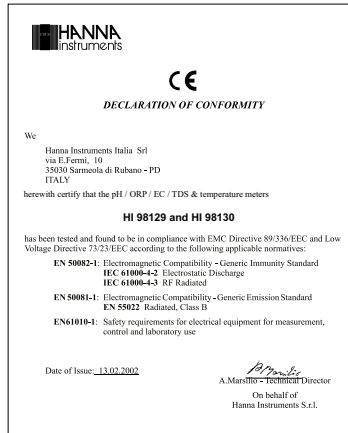 HANNA
instruments
CE
DECLARATION OF CONFORMITY
We
Hanna Instruments Italia Srl
via E.Fermi, 10
35030 Sarmeola di Rubano - PD
ITALY
herewith certify that the pH / ORP / EC / TDS & temperature meters
HI 98129 and HI 98130
has been tested and found to be in compliance with EMC Directive 89/336/EEC and Low
Voltage Directive 73/23/EEC according to the following applicable normatives:
EN 50082-1: Electromagnetic Compatibility - Generic Immunity Standard
IEC 61000-4-2 Electrostatic Discharge
IEC 61000-4-3 RF Radiated
EN 50081-1: Electromagnetic Compatibility - Generic Emission Standard
EN 55022 Radiated, Class B
EN61010-1: Safety requirements for electrical equipment for measurement,
control and laboratory use
Date of Issue: 13.02.2002
A.Marsilio - Technical Director
On behalf of
Hanna Instruments S.r.l.